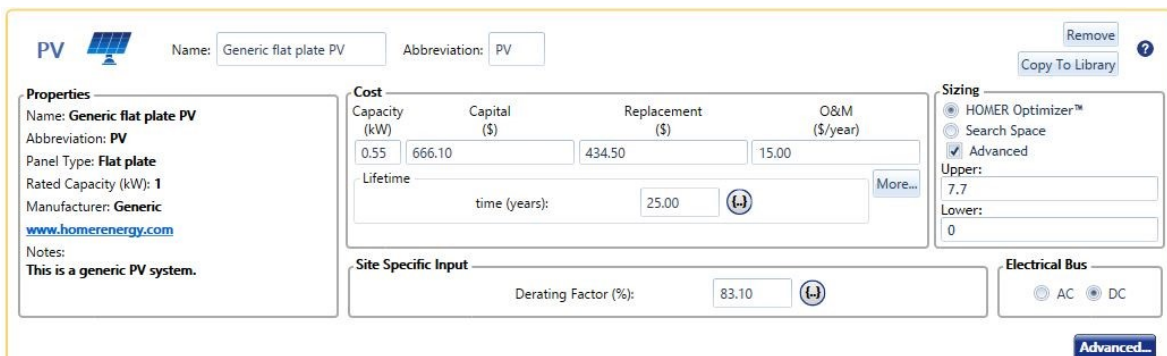 PV
Name: Generic flat plate PV
Abbreviation: PV
Remove
Copy To Library
?
Properties
Name: Generic flat plate PV
Abbreviation: PV
Panel Type: Flat plate
Rated Capacity (kW): 1
Manufacturer: Generic
www.homerenergy.com
Notes:
This is a generic PV system.
Cost
Capacity (kW) Capital ($) Replacement ($) O&M ($/year)
0.55 666.10 434.50 15.00
Lifetime
time (years): 25.00 {..}
More...
Site Specific Input
Derating Factor (%): 83.10 {..}
Sizing
HOMER Optimizer™
Search Space
Advanced
Upper:
7.7
Lower:
0
Electrical Bus
AC DC
Advanced...